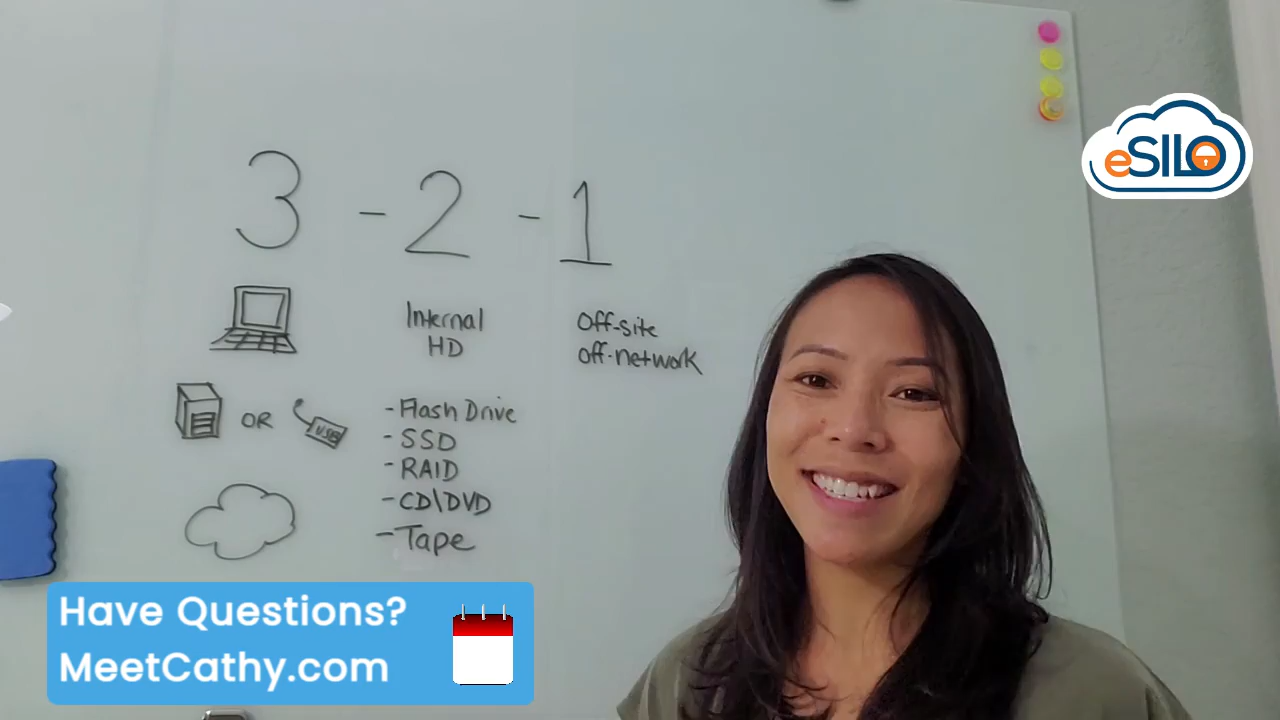 eSILO
3 - 2 - 1
Internal
HD
Off-site
Off-network
OR
USB
- Flash Drive
- SSD
- RAID
- CD\DVD
- Tape
Have Questions?
MeetCathy.com